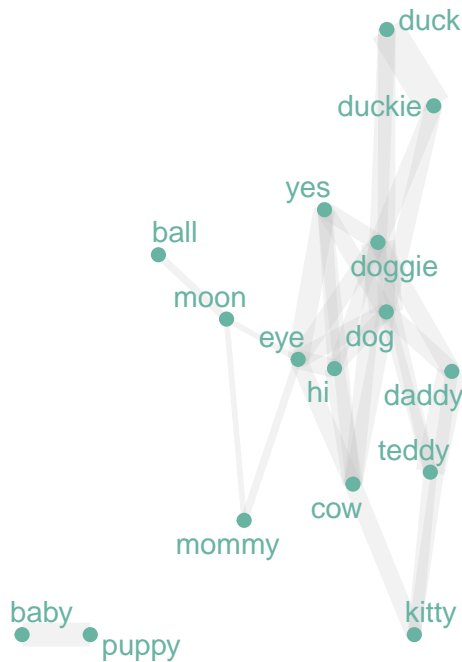 duck
duckie
yes
ball
doggie
moon
eye
dog
hi
daddy
teddy
cow
mommy
baby
kitty
puppy